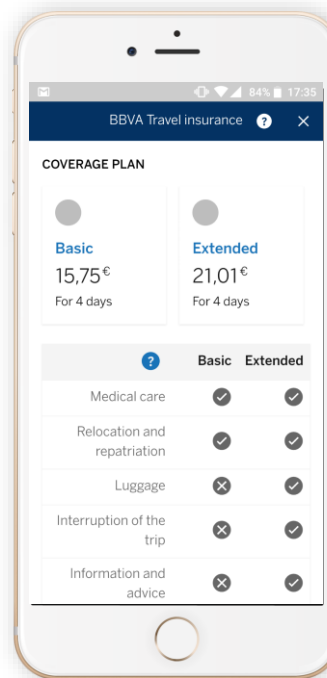 84% 17:35
BBVA Travel insurance ?
COVERAGE PLAN
Basic Extended
15,75€ 21,01€
For 4 days For 4 days
? Basic Extended
Medical care
Relocation and
repatriation
Luggage
Interruption of the
trip
Information and
advice